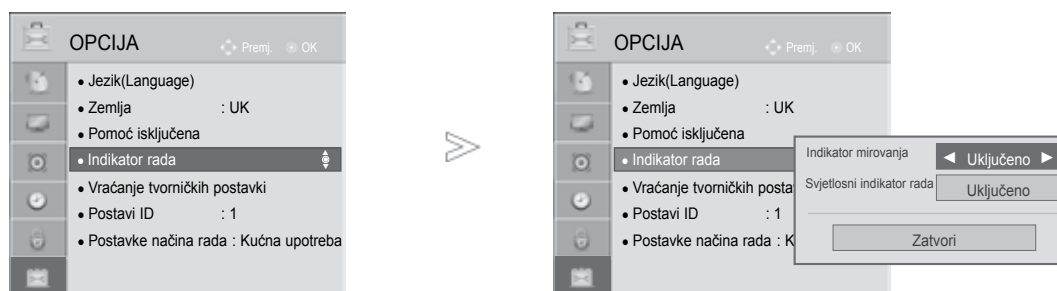 OPCIJA
Premj. OK
• Jezik(Language)
• Zemlja : UK
• Pomoć isključena
• Indikator rada
• Vraćanje tvorničkih postavki
• Postavi ID : 1
• Postavke načina rada : Kućna upotreba
OPCIJA
Premj. OK
• Jezik(Language)
• Zemlja : UK
• Pomoć isključena
• Indikator rada
• Vraćanje tvorničkih posta
• Postavi ID : 1
• Postavke načina rada : K
Indikator mirovanja ◄ Uključeno ►
Svjetlosni indikator rada Uključeno
Zatvori